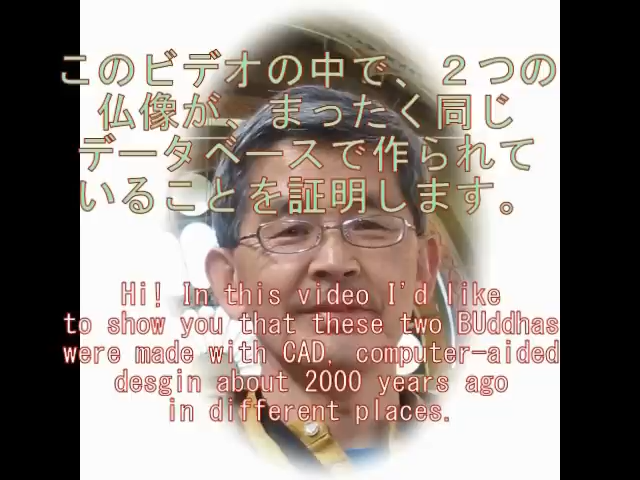 このビデオの中で、２つの
仏像が、まったく同じ
データベースで作られて
いることを証明します。
Hi! In this video I'd like
to show you that these two BUddhas
were made with CAD, computer-aided
desgin about 2000 years ago
in different places.